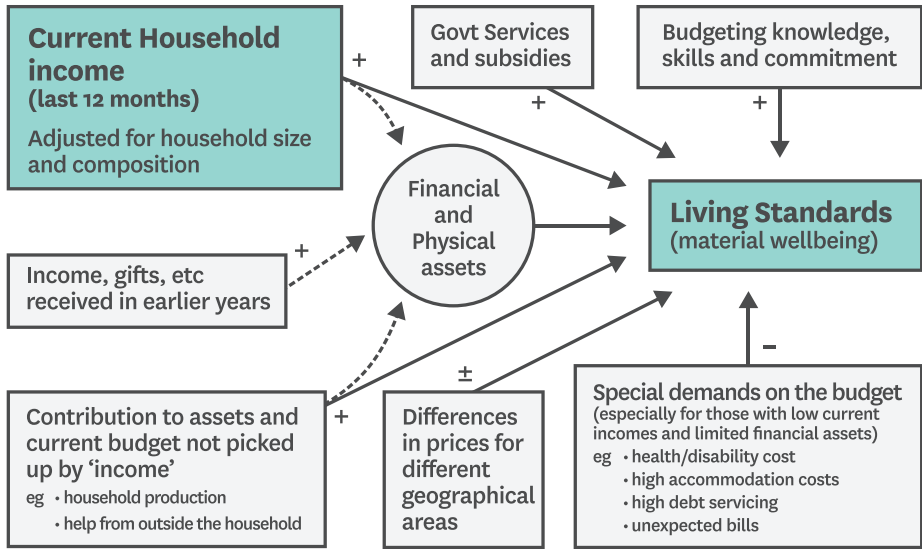 Current Household
income
(last 12 months)
Adjusted for household size
and composition
+
Govt Services
and subsidies
+
Budgeting knowledge,
skills and commitment
+
Financial
and
Physical
assets
Living Standards
(material wellbeing)
Income, gifts, etc
received in earlier years
+
Contribution to assets and
current budget not picked
up by ‘income’
eg • household production
• help from outside the household
+
±
Differences
in prices for
different
geographical
areas
–
Special demands on the budget
(especially for those with low current
incomes and limited financial assets)
eg • health/disability cost
• high accommodation costs
• high debt servicing
• unexpected bills